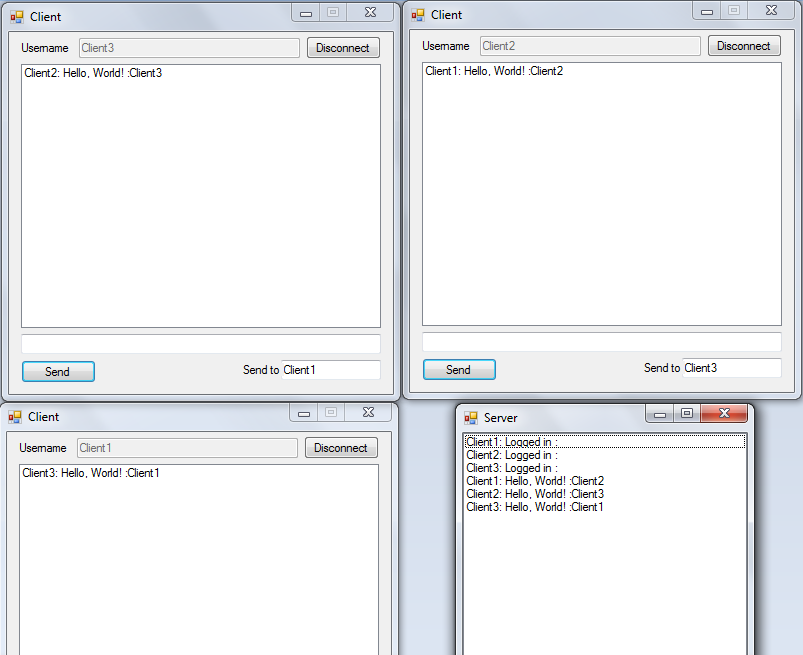 Client
Username Client3 Disconnect
Client2: Hello, World! :Client3
Send Send to Client1
Client
Username Client2 Disconnect
Client1: Hello, World! :Client2
Send Send to Client3
Client
Username Client1 Disconnect
Client3: Hello, World! :Client1
Server
Client1: Logged in :
Client2: Logged in :
Client3: Logged in :
Client1: Hello, World! :Client2
Client2: Hello, World! :Client3
Client3: Hello, World! :Client1